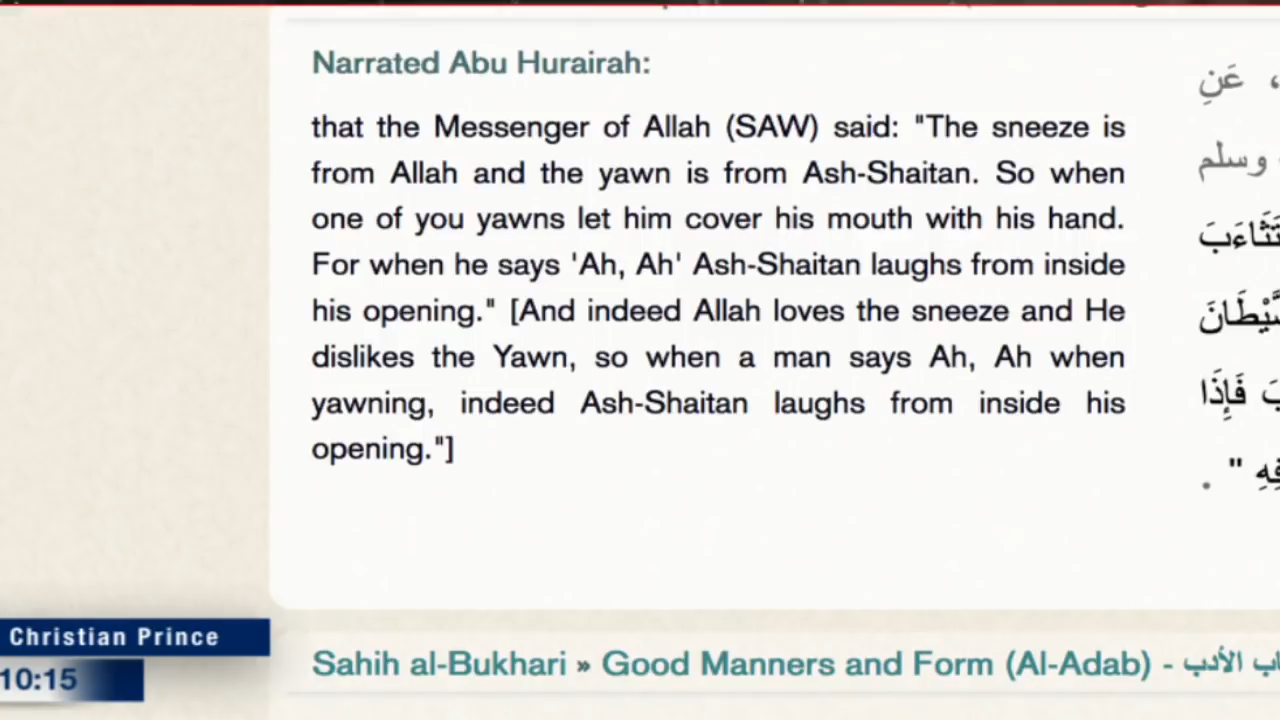 Narrated Abu Hurairah:
that the Messenger of Allah (SAW) said: "The sneeze is
from Allah and the yawn is from Ash-Shaitan. So when
one of you yawns let him cover his mouth with his hand.
For when he says 'Ah, Ah' Ash-Shaitan laughs from inside
his opening." [And indeed Allah loves the sneeze and He
dislikes the Yawn, so when a man says Ah, Ah when
yawning, indeed Ash-Shaitan laughs from inside his
opening."]
، عَنِ
وسلم
تَثَاءَبَ
فَإِذَا
" .
Christian Prince
10:15
Sahih al-Bukhari » Good Manners and Form (Al-Adab) - الأدب